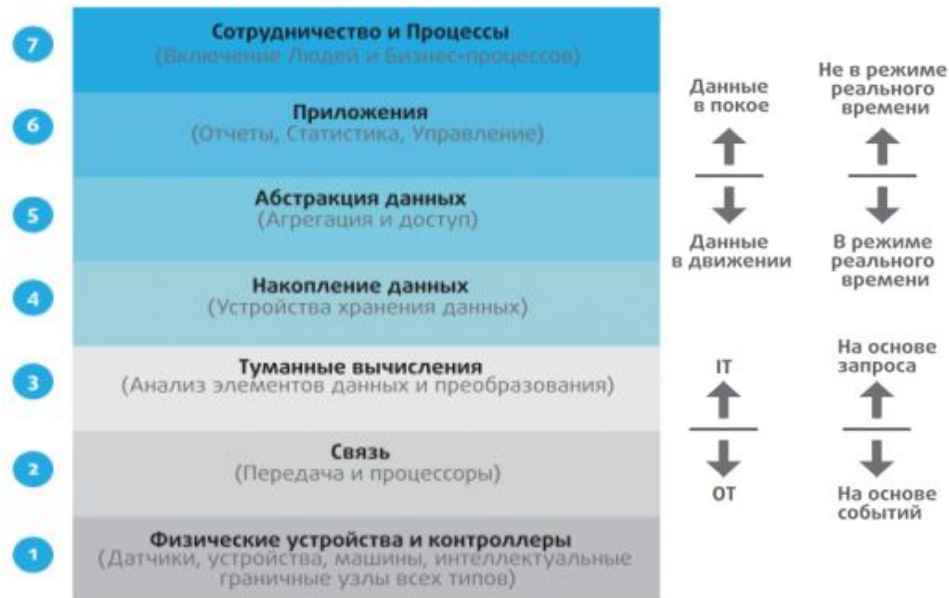 7
Сотрудничество и Процессы
(Включение Людей и Бизнес-процессов)
6
Приложения
(Отчеты, Статистика, Управление)
5
Абстракция данных
(Агрегация и доступ)
4
Накопление данных
(Устройства хранения данных)
3
Туманные вычисления
(Анализ элементов данных и преобразования)
2
Связь
(Передача и процессоры)
1
Физические устройства и контроллеры
(Датчики, устройства, машины, интеллектуальные
граничные узлы всех типов)
Данные
в покое
Данные
в движении
Не в режиме
реального
времени
В режиме
реального
времени
IT
ОТ
На основе
запроса
На основе
событий